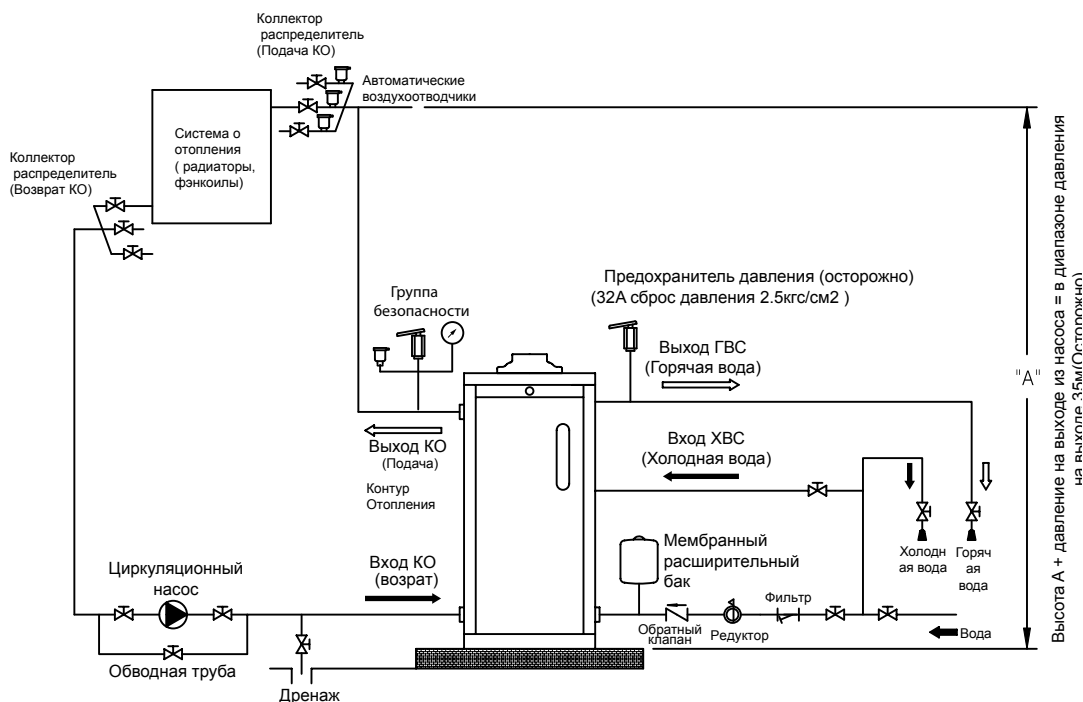 Коллектор
распределитель
(Подача КО)
Автоматические
воздухоотводчики
Система о
отопления
( радиаторы,
фэнкоилы)
Коллектор
распределитель
(Возврат КО)
Группа
безопасности
Предохранитель давления (осторожно)
(32А сброс давления 2.5кгс/см2 )
Выход ГВС
(Горячая вода)
"А"
Высота А + давление на выходе из насоса = в диапазоне давления
на выходе 35м(Осторожно)
Выход КО
(Подача)
Вход ХВС
(Холодная вода)
Контур
Отопления
Мембранный
расширительный
бак
Холодн
ая вода
Горяч
ая
вода
Вход КО
(возрат)
Циркуляционный
насос
Фильтр
Обратный
клапан
Редуктор
Вода
Обводная труба
Дренаж